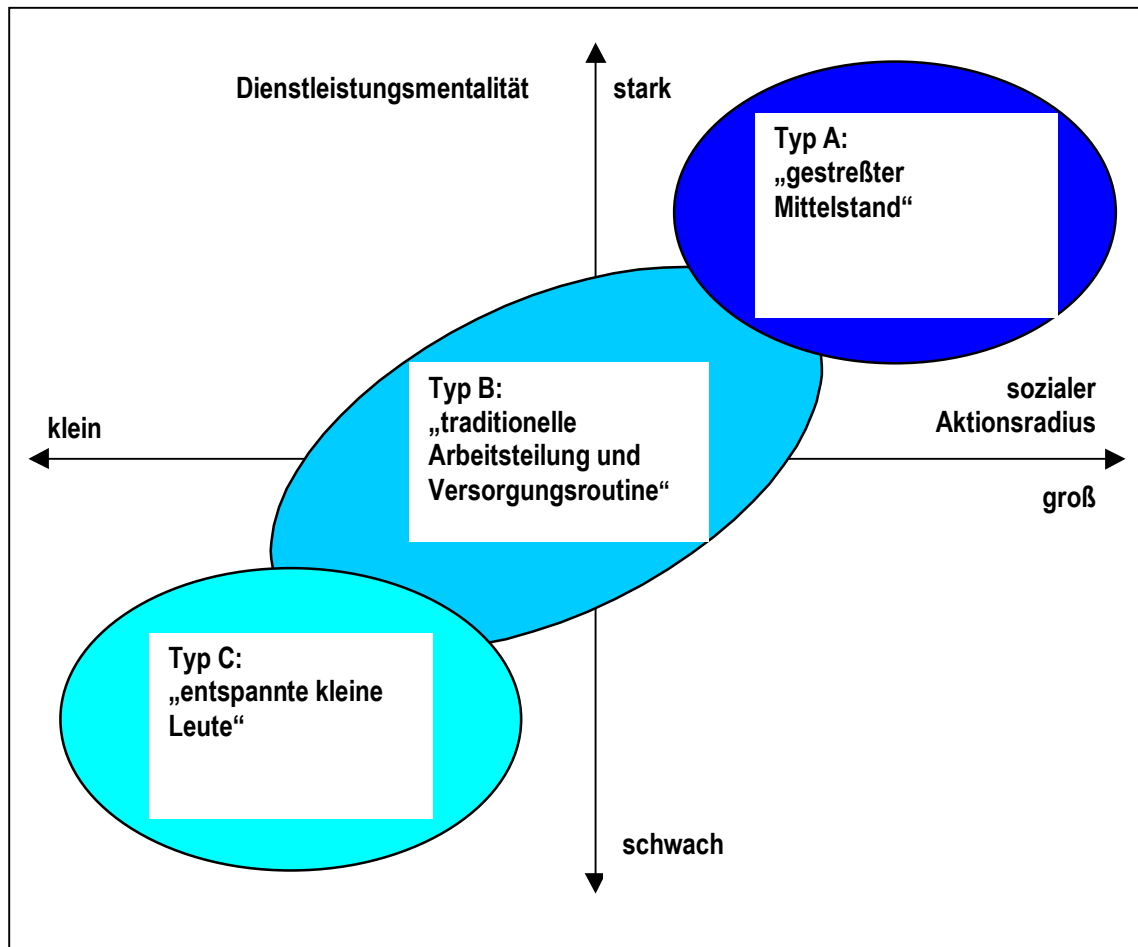 Dienstleistungsmentalität
stark
Typ A:
„gestreßter
Mittelstand“
Typ B:
„traditionelle
Arbeitsteilung und
Versorgungsroutine“
klein
sozialer
Aktionsradius
groß
Typ C:
„entspannte kleine
Leute“
schwach